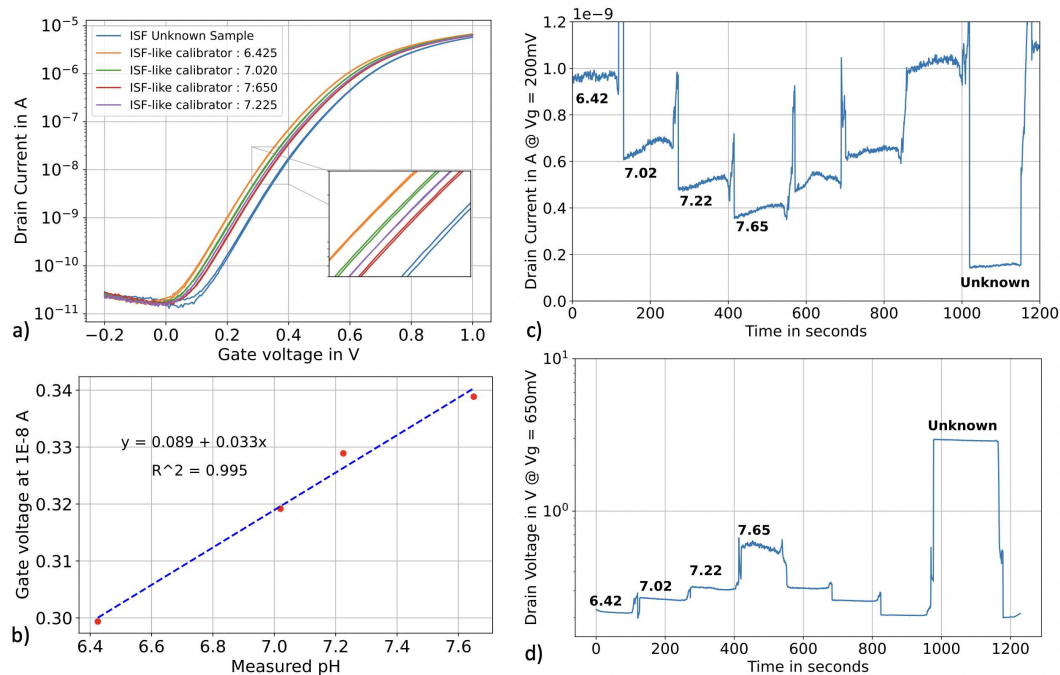 ISF Unknown Sample
ISF-like calibrator : 6.425
ISF-like calibrator : 7.020
ISF-like calibrator : 7:650
ISF-like calibrator : 7.225
Drain Current in A
10⁻⁵
10⁻⁶
10⁻⁷
10⁻⁸
10⁻⁹
10⁻¹⁰
10⁻¹¹
−0.2 0.0 0.2 0.4 0.6 0.8 1.0
Gate voltage in V
a)
1e−9
Drain Current in A @ Vg = 200mV
1.2
1.0
0.8
0.6
0.4
0.2
0.0
6.42
7.02
7.22
7.65
Unknown
0 200 400 600 800 1000 1200
Time in seconds
c)
Gate voltage at 1E-8 A
0.34
0.33
0.32
0.31
0.30
y = 0.089 + 0.033x
R^2 = 0.995
6.4 6.6 6.8 7.0 7.2 7.4 7.6
Measured pH
b)
Drain Voltage in V @ Vg = 650mV
10¹
10⁰
6.42
7.02
7.22
7.65
Unknown
0 200 400 600 800 1000 1200
Time in seconds
d)